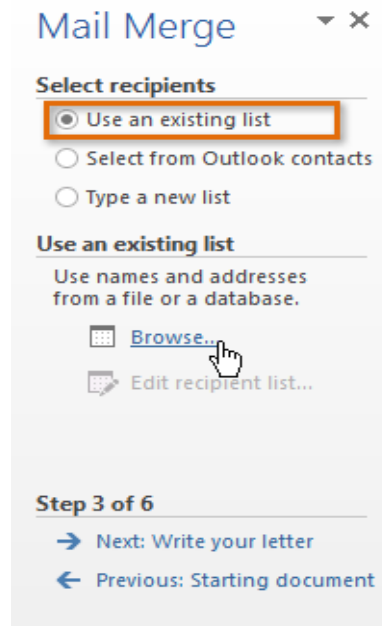 Mail Merge
Select recipients
Use an existing list
Select from Outlook contacts
Type a new list
Use an existing list
Use names and addresses
from a file or a database.
Browse...
Edit recipient list...
Step 3 of 6
Next: Write your letter
Previous: Starting document